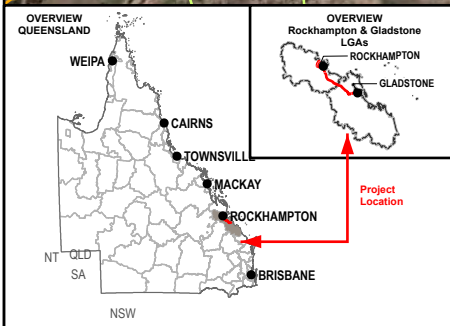 OVERVIEW
QUEENSLAND
WEIPA
CAIRNS
TOWNSVILLE
MACKAY
ROCKHAMPTON
BRISBANE
NT
QLD
SA
NSW
OVERVIEW
Rockhampton & Gladstone
LGAs
ROCKHAMPTON
GLADSTONE
Project
Location